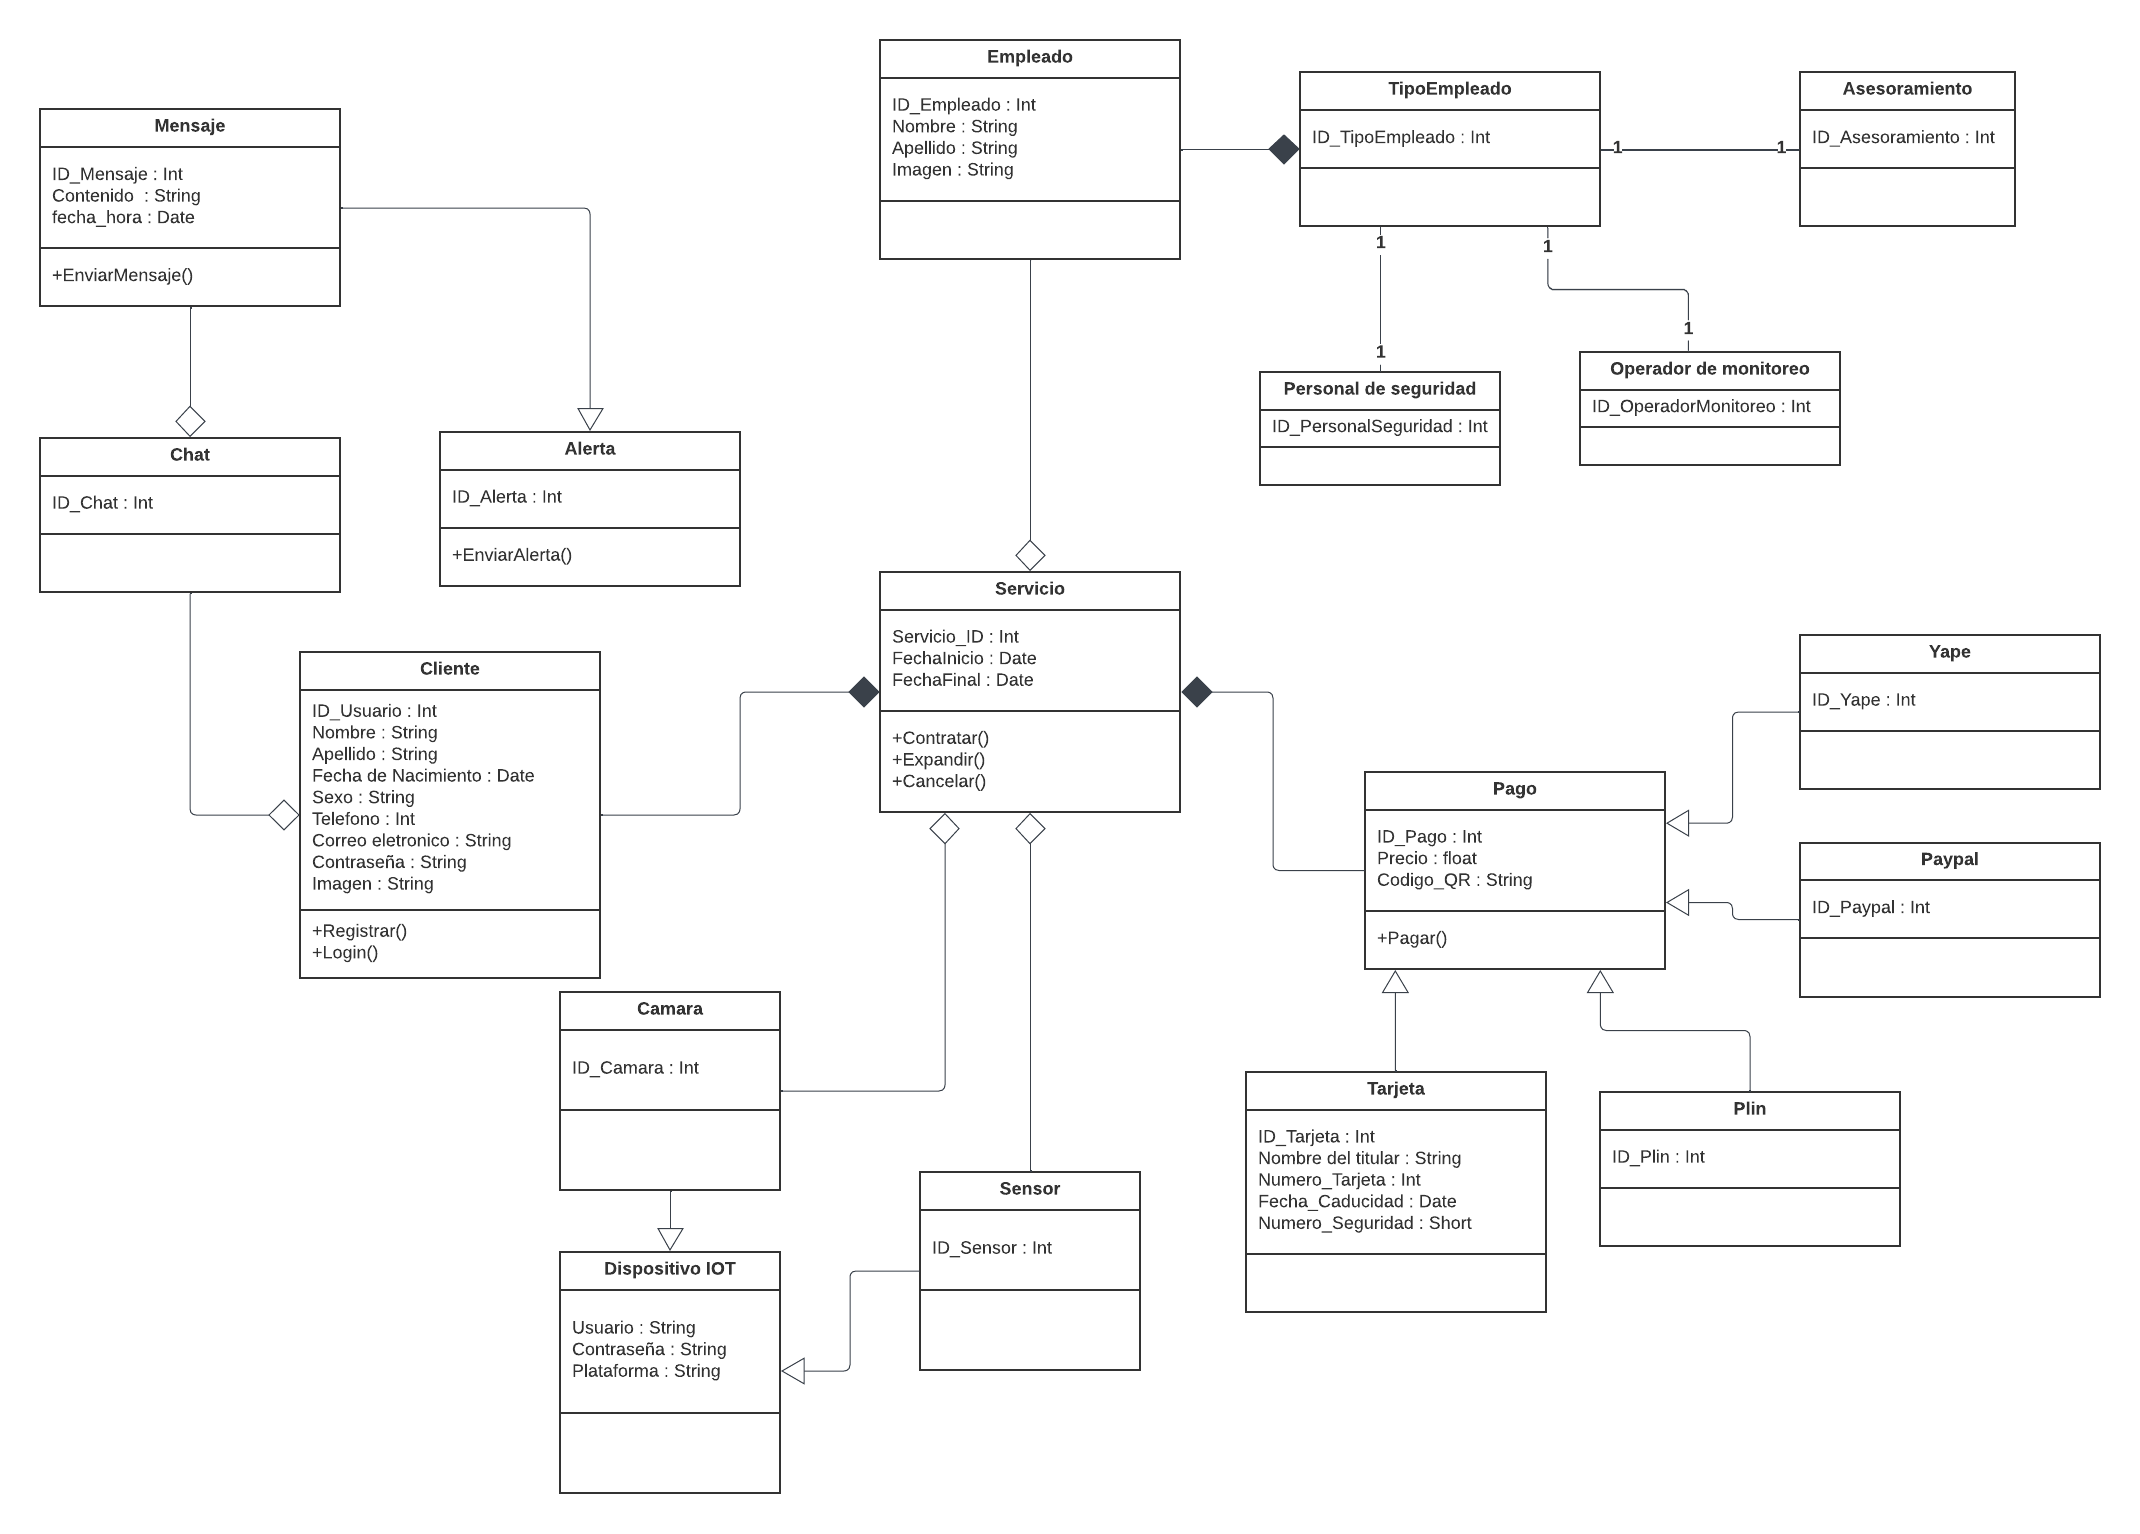 Empleado
ID_Empleado : Int
Nombre : String
Apellido : String
Imagen : String
TipoEmpleado
ID_TipoEmpleado : Int
1
1
Asesoramiento
ID_Asesoramiento : Int
1
1
1
1
Personal de seguridad
ID_PersonalSeguridad : Int
Operador de monitoreo
ID_OperadorMonitoreo : Int
Mensaje
ID_Mensaje : Int
Contenido  : String
fecha_hora : Date
+EnviarMensaje()
Chat
ID_Chat : Int
Alerta
ID_Alerta : Int
+EnviarAlerta()
Servicio
Servicio_ID : Int
FechaInicio : Date
FechaFinal : Date
+Contratar()
+Expandir()
+Cancelar()
Cliente
ID_Usuario : Int
Nombre : String
Apellido : String
Fecha de Nacimiento : Date
Sexo : String
Telefono : Int
Correo eletronico : String
Contraseña : String
Imagen : String
+Registrar()
+Login()
Yape
ID_Yape : Int
Pago
ID_Pago : Int
Precio : float
Codigo_QR : String
+Pagar()
Paypal
ID_Paypal : Int
Camara
ID_Camara : Int
Sensor
ID_Sensor : Int
Tarjeta
ID_Tarjeta : Int
Nombre del titular : String
Numero_Tarjeta : Int
Fecha_Caducidad : Date
Numero_Seguridad : Short
Plin
ID_Plin : Int
Dispositivo IOT
Usuario : String
Contraseña : String
Plataforma : String